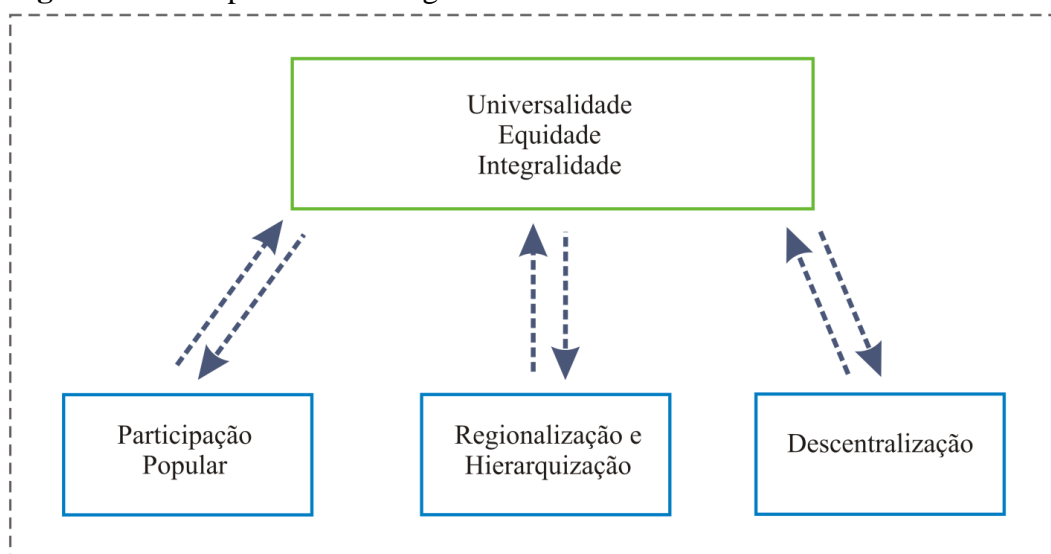 Universalidade
Equidade
Integralidade
Participação
Popular
Regionalização e
Hierarquização
Descentralização